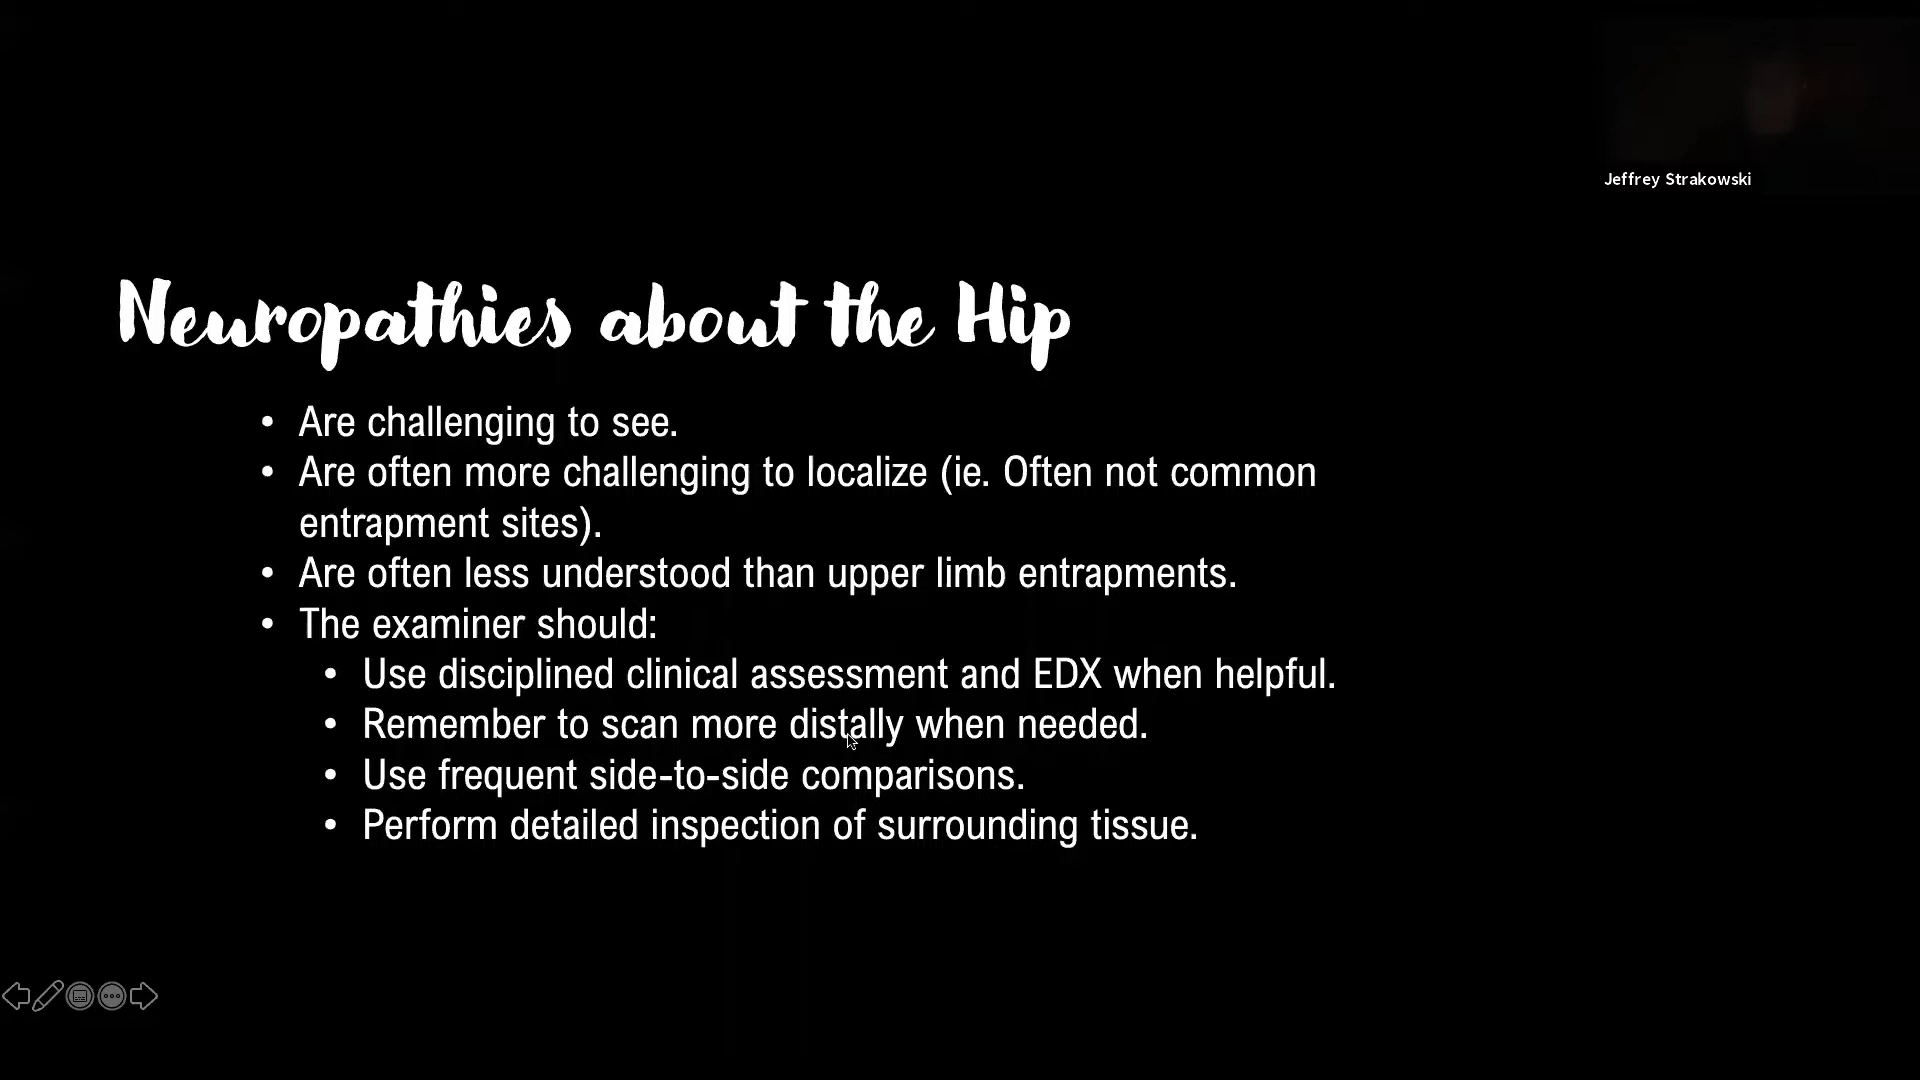 Jeffrey Strakowski
Neuropathies about the Hip
• Are challenging to see.
• Are often more challenging to localize (ie. Often not common
entrapment sites).
• Are often less understood than upper limb entrapments.
• The examiner should:
• Use disciplined clinical assessment and EDX when helpful.
• Remember to scan more distally when needed.
• Use frequent side-to-side comparisons.
• Perform detailed inspection of surrounding tissue.